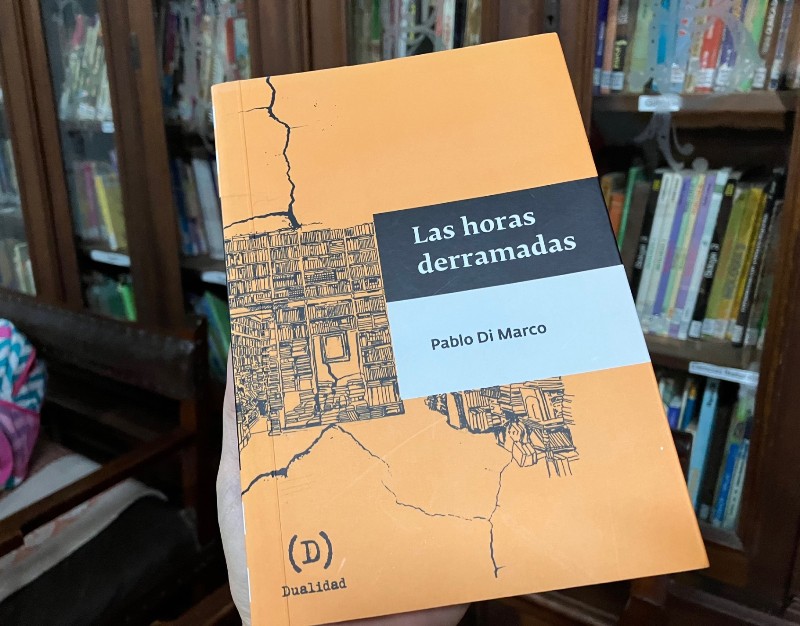 Las horas
derramadas
Pablo Di Marco
(D)
Dualidad